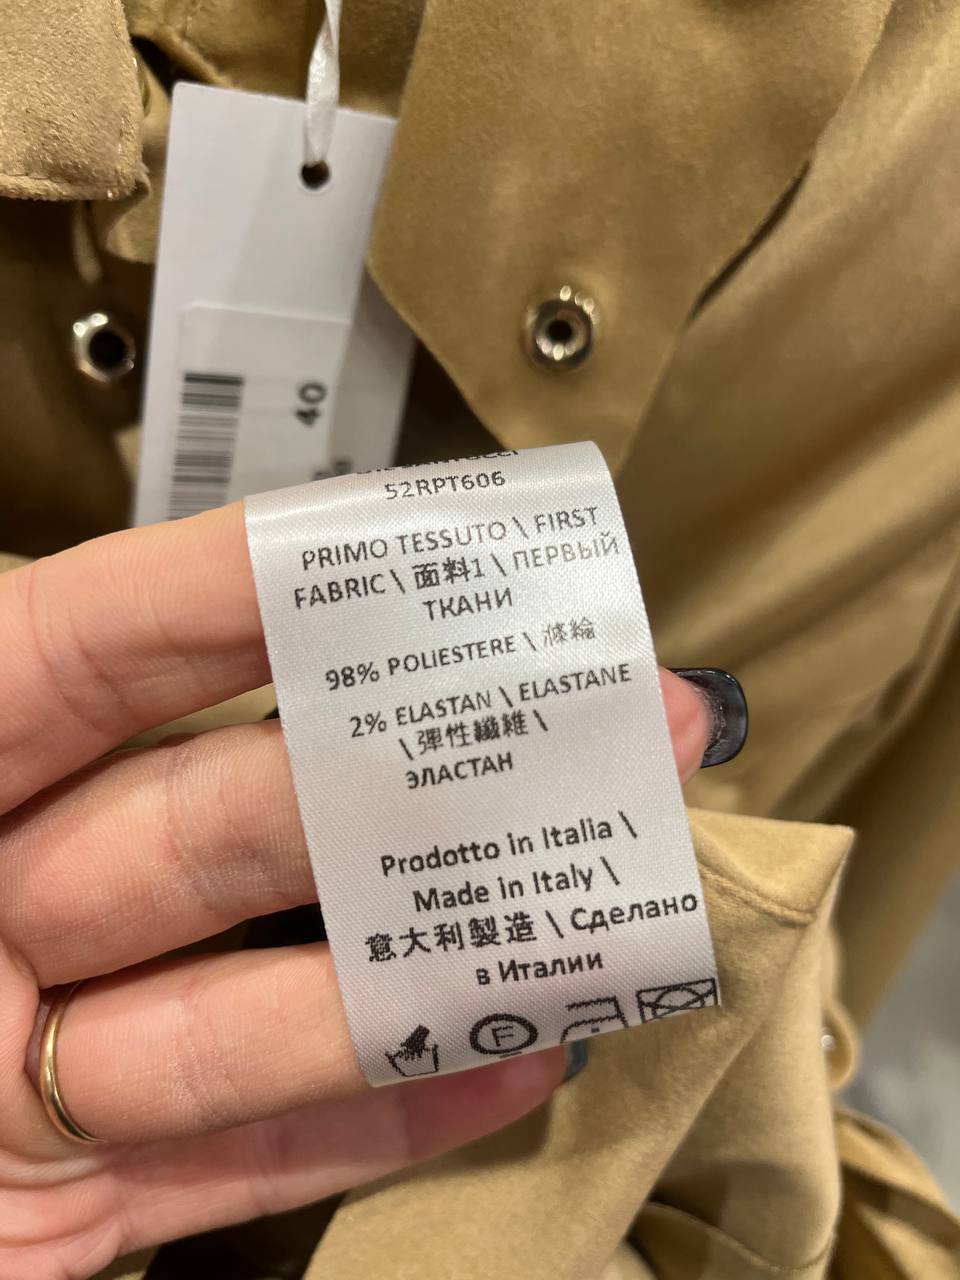 40
52RPT606
PRIMO TESSUTO \ FIRST
FABRIC \ 面料1 \ ПЕРВЫЙ
ТКАНИ
98% POLIESTERE \ 滌綸
2% ELASTAN \ ELASTANE
\ 彈性纖維 \
ЭЛАСТАН
Prodotto in Italia \
Made in Italy \
意大利製造 \ Сделано
в Италии
F